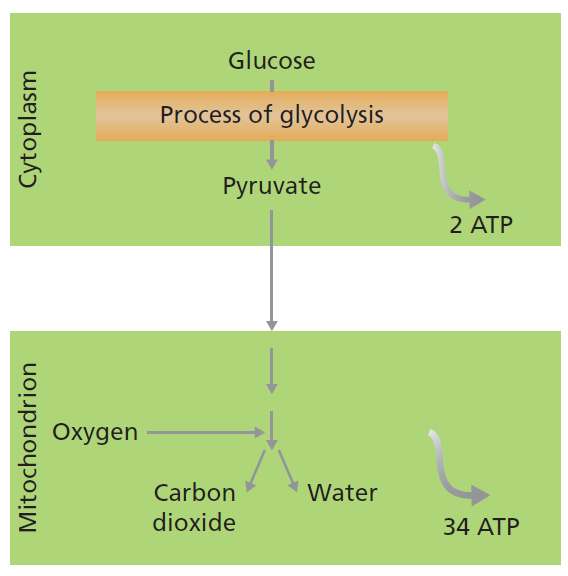 Cytoplasm
Glucose
Process of glycolysis
Pyruvate
2 ATP
Mitochondrion
Oxygen
Carbon
dioxide
Water
34 ATP